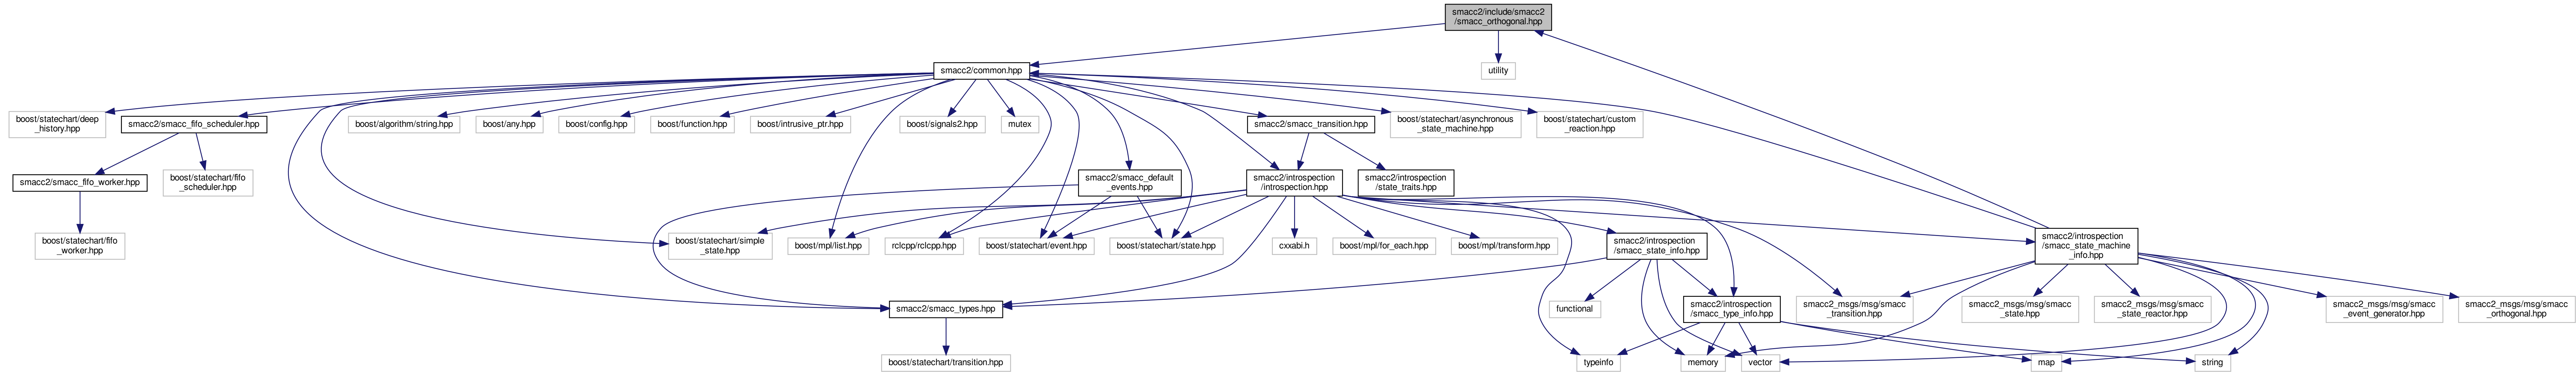 smacc2/include/smacc2
/smacc_orthogonal.hpp
smacc2/common.hpp
utility
boost/statechart/deep
_history.hpp
smacc2/smacc_fifo_scheduler.hpp
boost/algorithm/string.hpp
boost/any.hpp
boost/config.hpp
boost/function.hpp
boost/intrusive_ptr.hpp
boost/signals2.hpp
mutex
smacc2/smacc_transition.hpp
boost/statechart/asynchronous
_state_machine.hpp
boost/statechart/custom
_reaction.hpp
smacc2/smacc_fifo_worker.hpp
boost/statechart/fifo
_scheduler.hpp
smacc2/smacc_default
_events.hpp
smacc2/introspection
/introspection.hpp
smacc2/introspection
/state_traits.hpp
boost/statechart/fifo
_worker.hpp
boost/statechart/simple
_state.hpp
boost/mpl/list.hpp
rclcpp/rclcpp.hpp
boost/statechart/event.hpp
boost/statechart/state.hpp
cxxabi.h
boost/mpl/for_each.hpp
boost/mpl/transform.hpp
smacc2/introspection
/smacc_state_info.hpp
smacc2/introspection
/smacc_state_machine
_info.hpp
smacc2/smacc_types.hpp
functional
smacc2/introspection
/smacc_type_info.hpp
smacc2_msgs/msg/smacc
_transition.hpp
smacc2_msgs/msg/smacc
_state.hpp
smacc2_msgs/msg/smacc
_state_reactor.hpp
smacc2_msgs/msg/smacc
_event_generator.hpp
smacc2_msgs/msg/smacc
_orthogonal.hpp
boost/statechart/transition.hpp
typeinfo
memory
vector
map
string